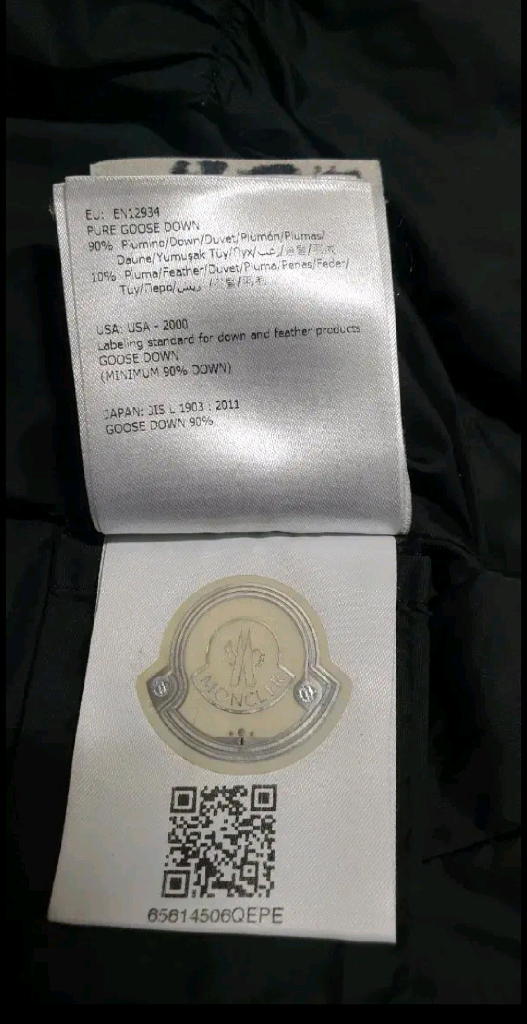 EU: EN12934
PURE GOOSE DOWN
90% Piumino/Down/Duvet/Plumón/Plumas/
Daune/Yumuşak Tüy/Пух/
10% Piuma/Feather/Duvet/Pluma/Penas/Feder/
Tüy/Перо/ريش/
USA: USA - 2000
Labeling standard for down and feather products
GOOSE DOWN
(MINIMUM 90% DOWN)
JAPAN: JIS L 1903 : 2011
GOOSE DOWN 90%
MONCLER
65614506QEPE